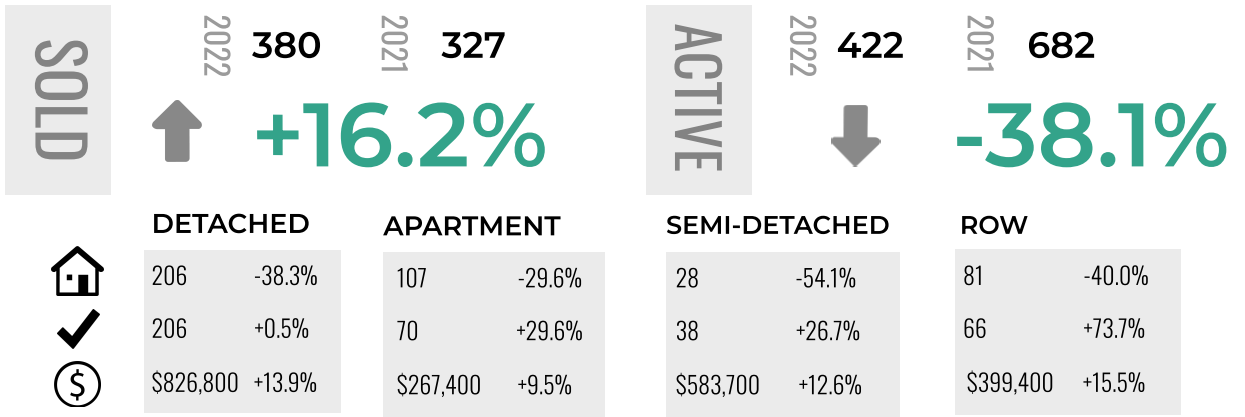 SOLD
2022 380 2021 327
+16.2%
ACTIVE
2022 422 2021 682
-38.1%
DETACHED APARTMENT SEMI-DETACHED ROW
206 -38.3% 107 -29.6% 28 -54.1% 81 -40.0%
206 +0.5% 70 +29.6% 38 +26.7% 66 +73.7%
$ $826,800 +13.9% $267,400 +9.5% $583,700 +12.6% $399,400 +15.5%